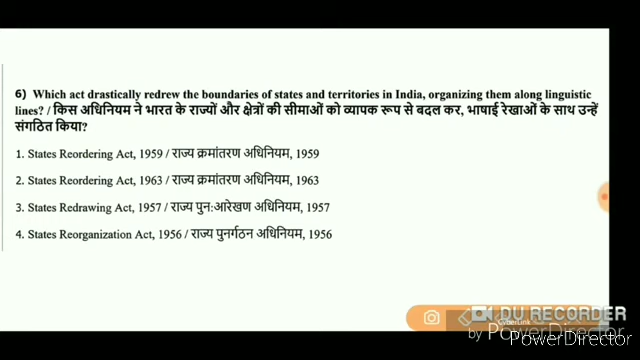 6) Which act drastically redrew the boundaries of states and territories in India, organizing them along linguistic
lines? / किस अधिनियम ने भारत के राज्यों और क्षेत्रों की सीमाओं को व्यापक रूप से बदल कर, भाषाई रेखाओं के साथ उन्हें
संगठित किया?
1. States Reordering Act, 1959 / राज्य क्रमांतरण अधिनियम, 1959
2. States Reordering Act, 1963 / राज्य क्रमांतरण अधिनियम, 1963
3. States Redrawing Act, 1957 / राज्य पुन:आरेखण अधिनियम, 1957
4. States Reorganization Act, 1956 / राज्य पुनर्गठन अधिनियम, 1956
DU RECORDER
CyberLink
by PowerDirector
PowerDirector